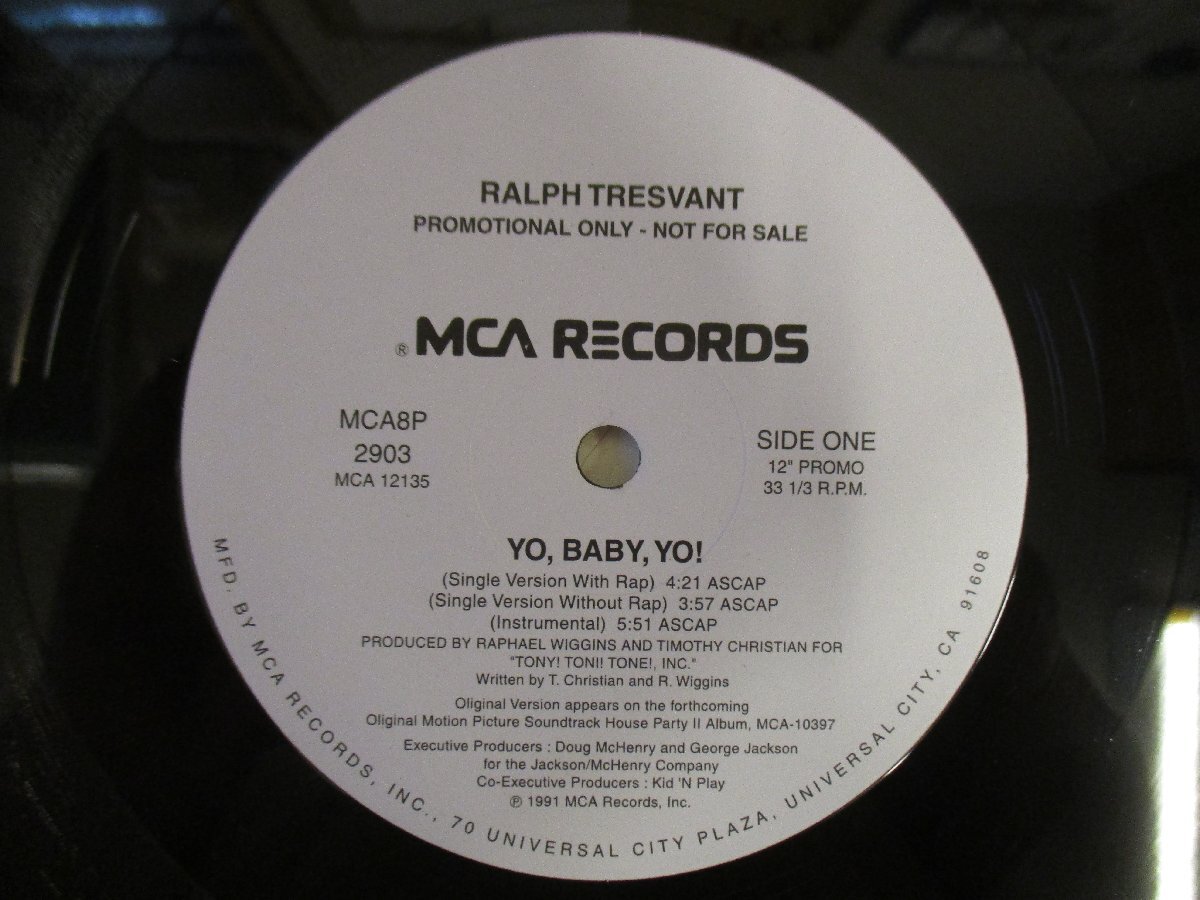 RALPH TRESVANT
PROMOTIONAL ONLY - NOT FOR SALE
® MCA RECORDS
MCA8P
2903
MCA 12135
SIDE ONE
12" PROMO
33 1/3 R.P.M.
YO, BABY, YO!
(Single Version With Rap) 4:21 ASCAP
(Single Version Without Rap) 3:57 ASCAP
(Instrumental) 5:51 ASCAP
PRODUCED BY RAPHAEL WIGGINS AND TIMOTHY CHRISTIAN FOR
"TONY! TONI! TONE!, INC."
Written by T. Christian and R. Wiggins
Oliginal Version appears on the forthcoming
Oliginal Motion Picture Soundtrack House Party II Album, MCA-10397
Executive Producers : Doug McHenry and George Jackson
for the Jackson/McHenry Company
Co-Executive Producers : Kid 'N Play
℗ 1991 MCA Records, Inc.
MFD. BY MCA RECORDS, INC., 70 UNIVERSAL CITY PLAZA, UNIVERSAL CITY, CA 91608